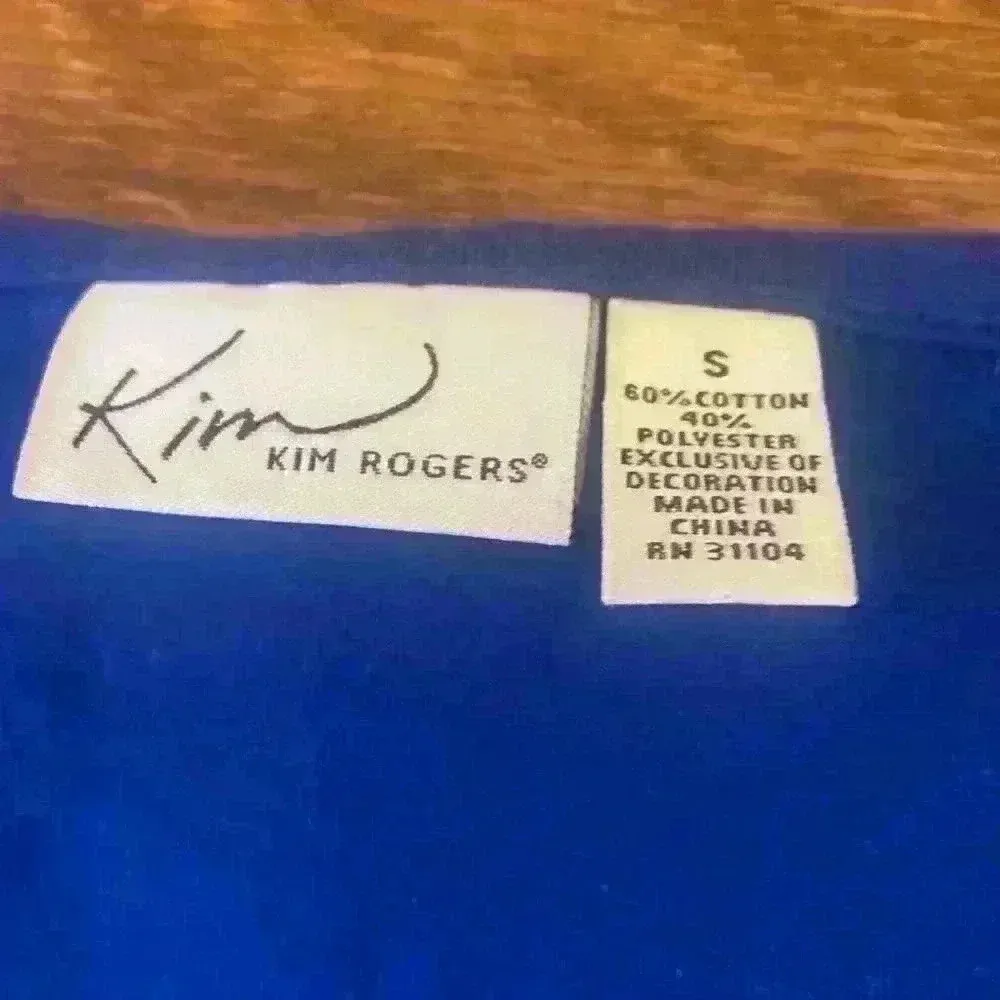 Kim
KIM ROGERS®
S
60% COTTON
40%
POLYESTER
EXCLUSIVE OF
DECORATION
MADE IN
CHINA
RN 31104